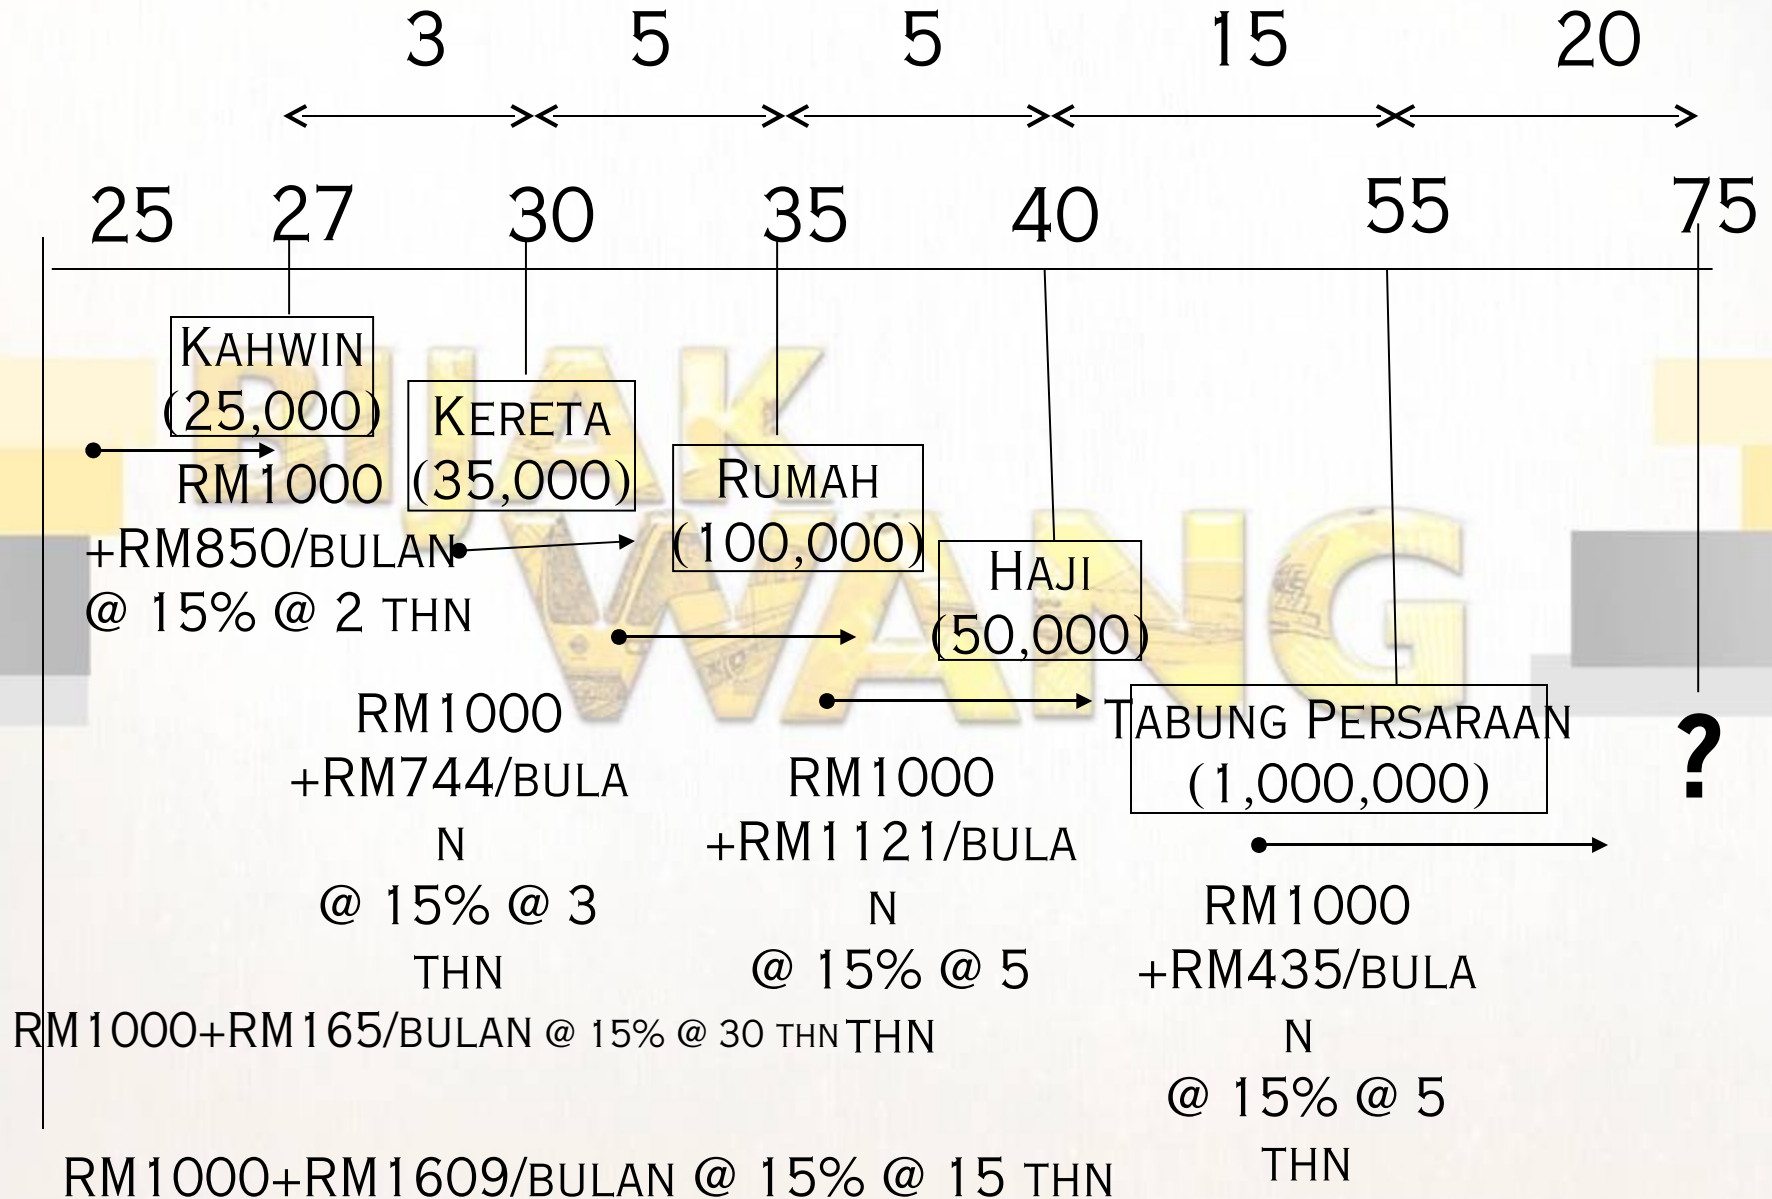 3 5 5 15 20
25 27 30 35 40 55 75
KAHWIN
(25,000)
RM1000
+RM850/BULAN
@ 15% @ 2 THN
KERETA
(35,000)
RM1000
+RM744/BULA
N
@ 15% @ 3
THN
RUMAH
(100,000)
RM1000
+RM1121/BULA
N
@ 15% @ 5
THN
HAJI
(50,000)
RM1000
+RM435/BULA
N
@ 15% @ 5
THN
TABUNG PERSARAAN
(1,000,000)
?
RM1000+RM165/BULAN @ 15% @ 30 THN
RM1000+RM1609/BULAN @ 15% @ 15 THN
BIJAK
WANG